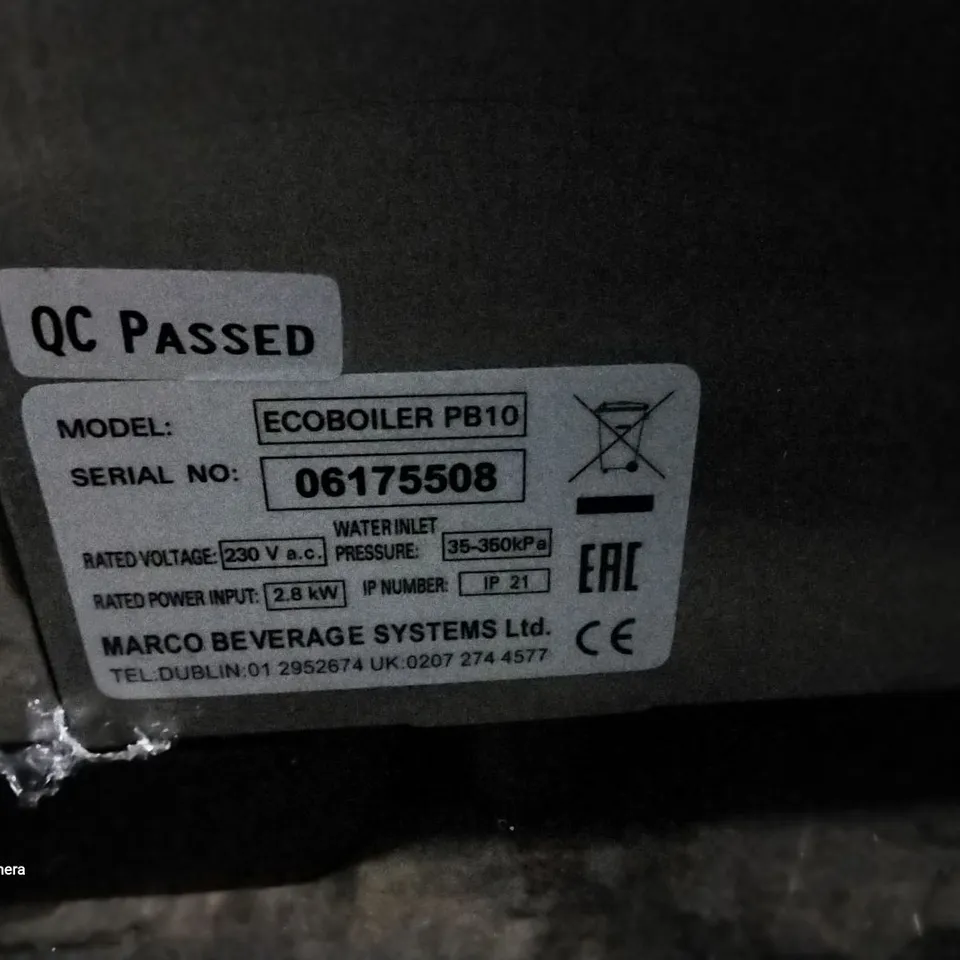 QC PASSED
MODEL: ECOBOILER PB10
SERIAL NO: 06175508
RATED VOLTAGE: 230 V a.c. WATER INLET PRESSURE: 35-350kPa
RATED POWER INPUT: 2.8 kW IP NUMBER: IP 21
MARCO BEVERAGE SYSTEMS Ltd.
TEL:DUBLIN:01 2952674 UK:0207 274 4577
EAC
CE